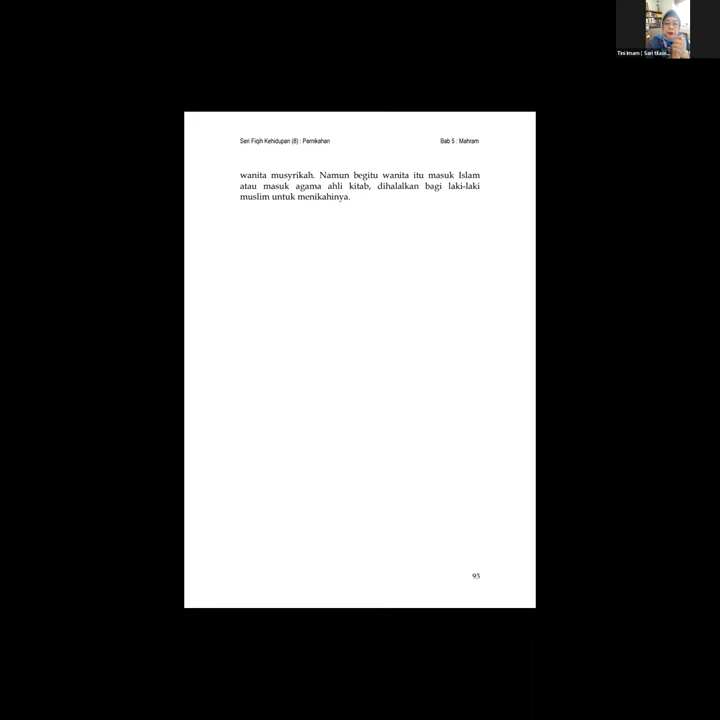 Tini Imam | Sari
Seri Fiqih Kehidupan (8) : Pernikahan
Bab 5 : Mahram
wanita musyrikah. Namun begitu wanita itu masuk Islam
atau masuk agama ahli kitab, dihalalkan bagi laki-laki
muslim untuk menikahinya.
93